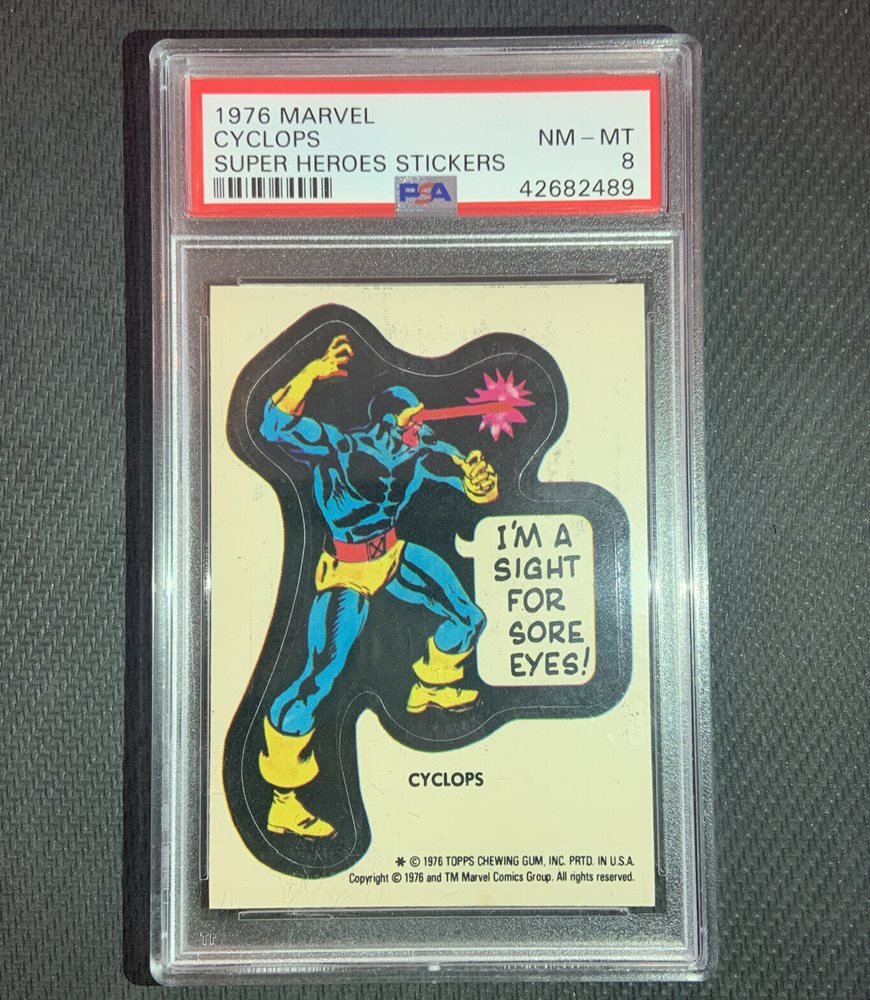 1976 MARVEL
CYCLOPS NM - MT
SUPER HEROES STICKERS 8
PSA 42682489
I'M A
SIGHT
FOR
SORE
EYES!
CYCLOPS
* © 1976 TOPPS CHEWING GUM, INC. PRTD. IN U.S.A.
Copyright © 1976 and TM Marvel Comics Group. All rights reserved.